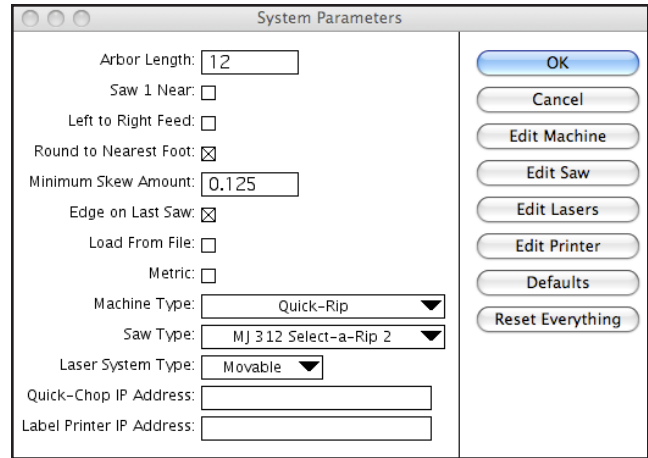 System Parameters
Arbor Length: 12
Saw 1 Near:
Left to Right Feed:
Round to Nearest Foot:
Minimum Skew Amount: 0.125
Edge on Last Saw:
Load From File:
Metric:
Machine Type: Quick-Rip
Saw Type: MJ 312 Select-a-Rip 2
Laser System Type: Movable
Quick-Chop IP Address:
Label Printer IP Address:
OK
Cancel
Edit Machine
Edit Saw
Edit Lasers
Edit Printer
Defaults
Reset Everything